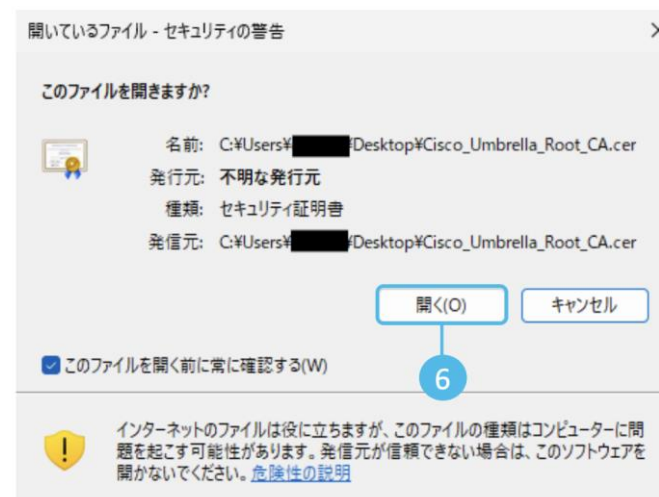 開いているファイル - セキュリティの警告
このファイルを開きますか?
名前: C:¥Users¥ ¥Desktop¥Cisco_Umbrella_Root_CA.cer
発行元: 不明な発行元
種類: セキュリティ証明書
発信元: C:¥Users¥ ¥Desktop¥Cisco_Umbrella_Root_CA.cer
開く(O) キャンセル
このファイルを開く前に常に確認する(W)
6
インターネットのファイルは役に立ちますが、このファイルの種類はコンピューターに問
題を起こす可能性があります。発信元が信頼できない場合は、このソフトウェアを
開かないでください。危険性の説明